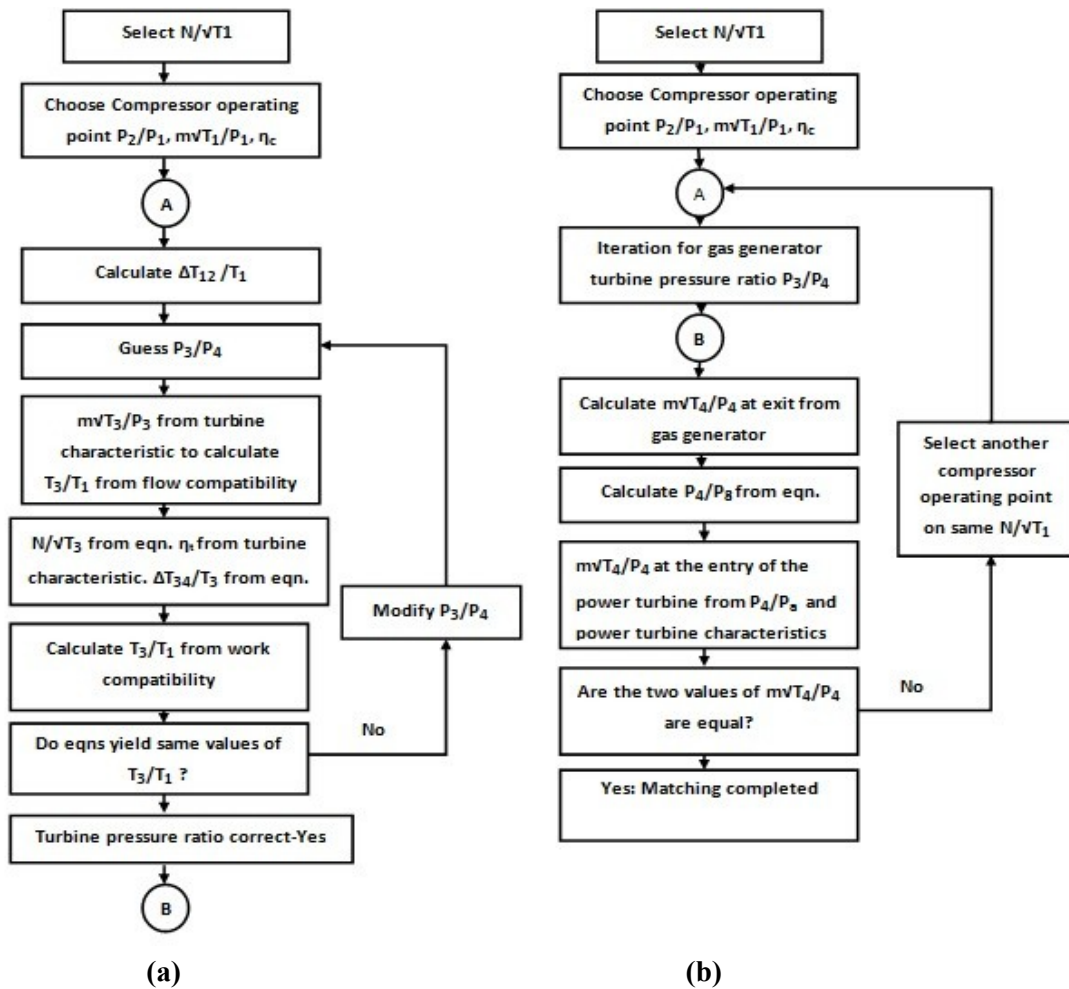 Select N/√T1
Choose Compressor operating
point P₂/P₁, m√T₁/P₁, η꜀
A
Calculate ΔT₁₂ /T₁
Guess P₃/P₄
m√T₃/P₃ from turbine
characteristic to calculate
T₃/T₁ from flow compatibility
N/√T₃ from eqn. ηₜ from turbine
characteristic. ΔT₃₄/T₃ from eqn.
Modify P₃/P₄
Calculate T₃/T₁ from work
compatibility
No
Do eqns yield same values of
T₃/T₁ ?
Turbine pressure ratio correct-Yes
B
(a)
Select N/√T1
Choose Compressor operating
point P₂/P₁, m√T₁/P₁, η꜀
A
Iteration for gas generator
turbine pressure ratio P₃/P₄
B
Calculate m√T₄/P₄ at exit from
gas generator
Select another
compressor
operating point
on same N/√T₁
Calculate P₄/Pₐ from eqn.
m√T₄/P₄ at the entry of the
power turbine from P₄/Pₐ and
power turbine characteristics
No
Are the two values of m√T₄/P₄
are equal?
Yes: Matching completed
(b)